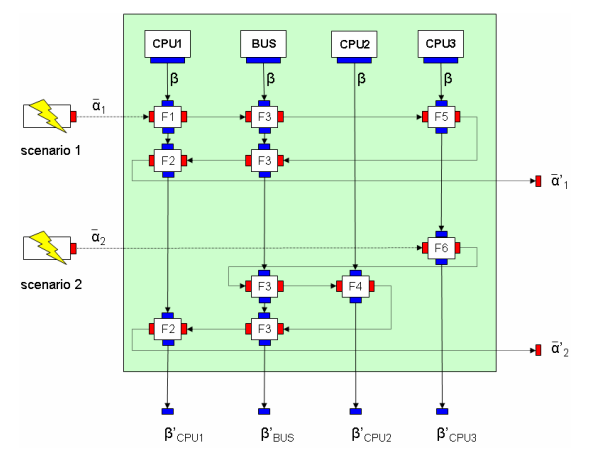 CPU1 BUS CPU2 CPU3
β β β β
ᾱ₁ F1 F3 F5
scenario 1
F2 F3
ᾱ'₁
ᾱ₂ F6
scenario 2
F3 F4
F2 F3
ᾱ'₂
β'CPU1 β'BUS β'CPU2 β'CPU3